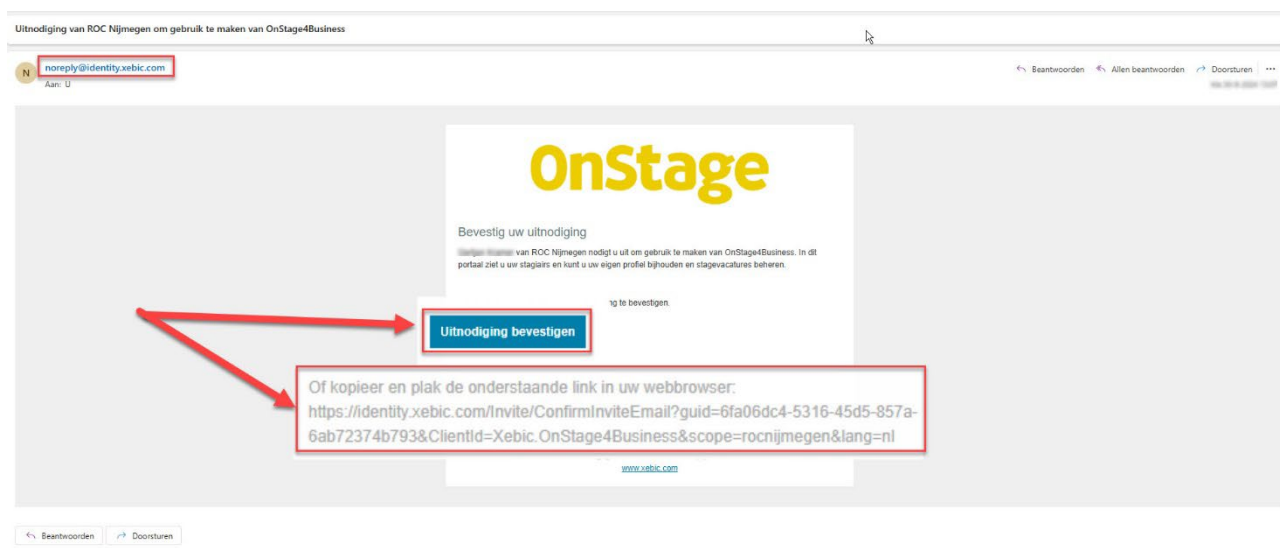 Uitnodiging van ROC Nijmegen om gebruik te maken van OnStage4Business
N
noreply@identity.xebic.com
Aan: U
Beantwoorden
Allen beantwoorden
Doorsturen
OnStage
Bevestig uw uitnodiging
van ROC Nijmegen nodigt u uit om gebruik te maken van OnStage4Business. In dit
portaal ziet u uw stagiairs en kunt u uw eigen profiel bijhouden en stagevacatures beheren.
te bevestigen.
Uitnodiging bevestigen
Of kopieer en plak de onderstaande link in uw webbrowser:
https://identity.xebic.com/Invite/ConfirmInviteEmail?guid=6fa06dc4-5316-45d5-857a-
6ab72374b793&ClientId=Xebic.OnStage4Business&scope=rocnijmegen&lang=nl
www.xebic.com
Beantwoorden
Doorsturen